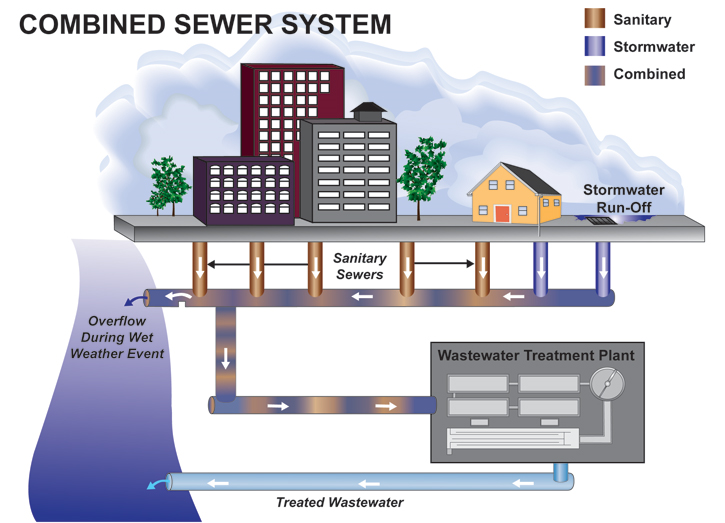 COMBINED SEWER SYSTEM
Sanitary
Stormwater
Combined
Stormwater
Run-Off
Sanitary
Sewers
Overflow
During Wet
Weather Event
Wastewater Treatment Plant
Treated Wastewater